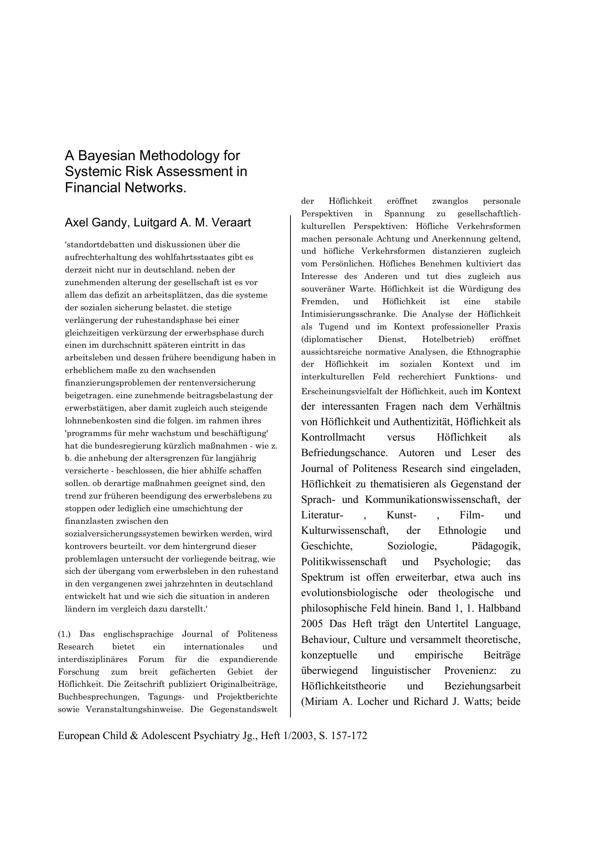 A Bayesian Methodology for
Systemic Risk Assessment in
Financial Networks.
Axel Gandy, Luitgard A. M. Veraart
'standortdebatten und diskussionen über die
aufrechterhaltung des wohlfahrtsstaates gibt es
derzeit nicht nur in deutschland. neben der
zunehmenden alterung der gesellschaft ist es vor
allem das defizit an arbeitsplätzen, das die systeme
der sozialen sicherung belastet. die stetige
verlängerung der ruhestandsphase bei einer
gleichzeitigen verkürzung der erwerbsphase durch
einen im durchschnitt späteren eintritt in das
arbeitsleben und dessen frühere beendigung haben in
erheblichem maße zu den wachsenden
finanzierungsproblemen der rentenversicherung
beigetragen. eine zunehmende beitragsbelastung der
erwerbstätigen, aber damit zugleich auch steigende
lohnnebenkosten sind die folgen. im rahmen ihres
'programms für mehr wachstum und beschäftigung'
hat die bundesregierung kürzlich maßnahmen - wie z.
b. die anhebung der altersgrenzen für langjährig
versicherte - beschlossen, die hier abhilfe schaffen
sollen. ob derartige maßnahmen geeignet sind, den
trend zur früheren beendigung des erwerbslebens zu
stoppen oder lediglich eine umschichtung der
finanzlasten zwischen den
sozialversicherungssystemen bewirken werden, wird
kontrovers beurteilt. vor dem hintergrund dieser
problemlagen untersucht der vorliegende beitrag, wie
sich der übergang vom erwerbsleben in den ruhestand
in den vergangenen zwei jahrzehnten in deutschland
entwickelt hat und wie sich die situation in anderen
ländern im vergleich dazu darstellt.'
(1.) Das englischsprachige Journal of Politeness
Research bietet ein internationales und
interdisziplinäres Forum für die expandierende
Forschung zum breit gefächerten Gebiet der
Höflichkeit. Die Zeitschrift publiziert Originalbeiträge,
Buchbesprechungen, Tagungs- und Projektberichte
sowie Veranstaltungshinweise. Die Gegenstandswelt
der Höflichkeit eröffnet zwanglos personale
Perspektiven in Spannung zu gesellschaftlich-
kulturellen Perspektiven: Höfliche Verkehrsformen
machen personale Achtung und Anerkennung geltend,
und höfliche Verkehrsformen distanzieren zugleich
vom Persönlichen. Höfliches Benehmen kultiviert das
Interesse des Anderen und tut dies zugleich aus
souveräner Warte. Höflichkeit ist die Würdigung des
Fremden, und Höflichkeit ist eine stabile
Intimisierungsschranke. Die Analyse der Höflichkeit
als Tugend und im Kontext professioneller Praxis
(diplomatischer Dienst, Hotelbetrieb) eröffnet
aussichtsreiche normative Analysen, die Ethnographie
der Höflichkeit im sozialen Kontext und im
interkulturellen Feld recherchiert Funktions- und
Erscheinungsvielfalt der Höflichkeit, auch im Kontext
der interessanten Fragen nach dem Verhältnis
von Höflichkeit und Authentizität, Höflichkeit als
Kontrollmacht versus Höflichkeit als
Befriedungschance. Autoren und Leser des
Journal of Politeness Research sind eingeladen,
Höflichkeit zu thematisieren als Gegenstand der
Sprach- und Kommunikationswissenschaft, der
Literatur- , Kunst- , Film- und
Kulturwissenschaft, der Ethnologie und
Geschichte, Soziologie, Pädagogik,
Politikwissenschaft und Psychologie; das
Spektrum ist offen erweiterbar, etwa auch ins
evolutionsbiologische oder theologische und
philosophische Feld hinein. Band 1, 1. Halbband
2005 Das Heft trägt den Untertitel Language,
Behaviour, Culture und versammelt theoretische,
konzeptuelle und empirische Beiträge
überwiegend linguistischer Provenienz: zu
Höflichkeitstheorie und Beziehungsarbeit
(Miriam A. Locher und Richard J. Watts; beide
European Child & Adolescent Psychiatry Jg., Heft 1/2003, S. 157-172